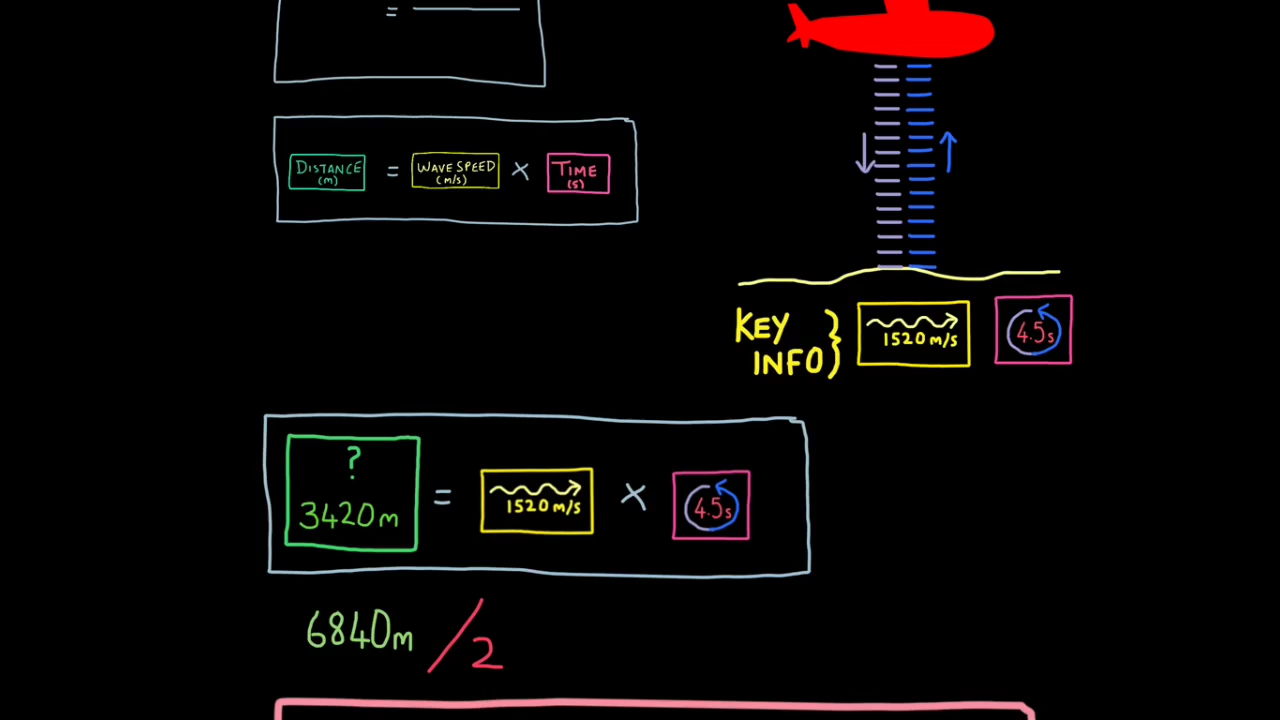 =
DISTANCE (m) = WAVE SPEED (m/s) × TIME (s)
KEY INFO }
1520 m/s
4.5s
?
3420m = 1520 m/s × 4.5s
6840m / 2